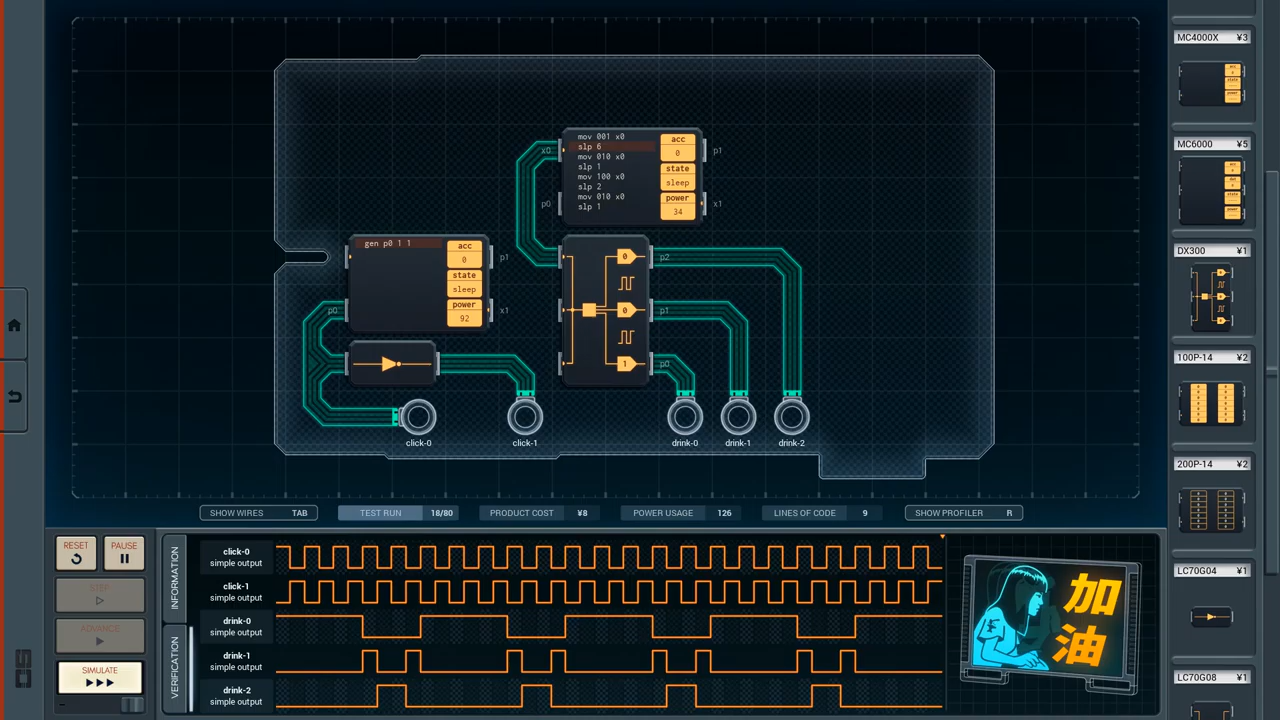 MC4000X ¥3
mov 001 x0
slp 6
mov 010 x0
slp 1
mov 100 x0
slp 2
mov 010 x0
slp 1
acc
0
state
sleep
power
34
x0
p0
p1
x1
MC6000 ¥5
gen p0 1 1
acc
0
state
sleep
power
92
p0
p1
x1
0
0
1
p2
p1
p0
DX300 ¥1
click-0
click-1
drink-0
drink-1
drink-2
100P-14 ¥2
200P-14 ¥2
SHOW WIRES TAB
TEST RUN 18/80
PRODUCT COST ¥8
POWER USAGE 126
LINES OF CODE 9
SHOW PROFILER R
RESET
PAUSE
STEP
ADVANCE
SIMULATE
INFORMATION
VERIFICATION
click-0
simple output
click-1
simple output
drink-0
simple output
drink-1
simple output
drink-2
simple output
加
油
LC70G04 ¥1
LC70G08 ¥1